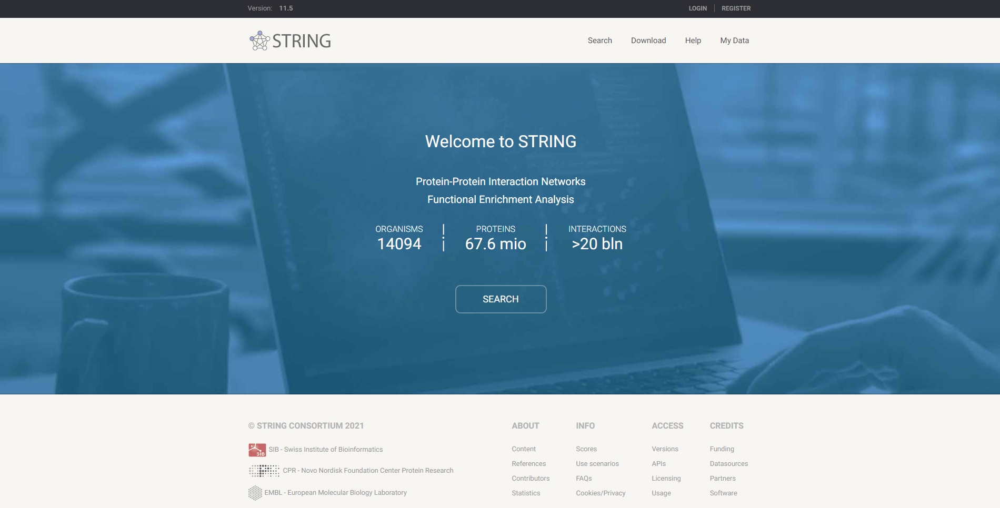 Version: 11.5
LOGIN REGISTER
STRING
Search Download Help My Data
Welcome to STRING
Protein-Protein Interaction Networks
Functional Enrichment Analysis
ORGANISMS PROTEINS INTERACTIONS
14094 67.6 mio >20 bln
SEARCH
© STRING CONSORTIUM 2021
SIB
SIB - Swiss Institute of Bioinformatics
CPR - Novo Nordisk Foundation Center Protein Research
EMBL - European Molecular Biology Laboratory
ABOUT
Content
References
Contributors
Statistics
INFO
Scores
Use scenarios
FAQs
Cookies/Privacy
ACCESS
Versions
APIs
Licensing
Usage
CREDITS
Funding
Datasources
Partners
Software